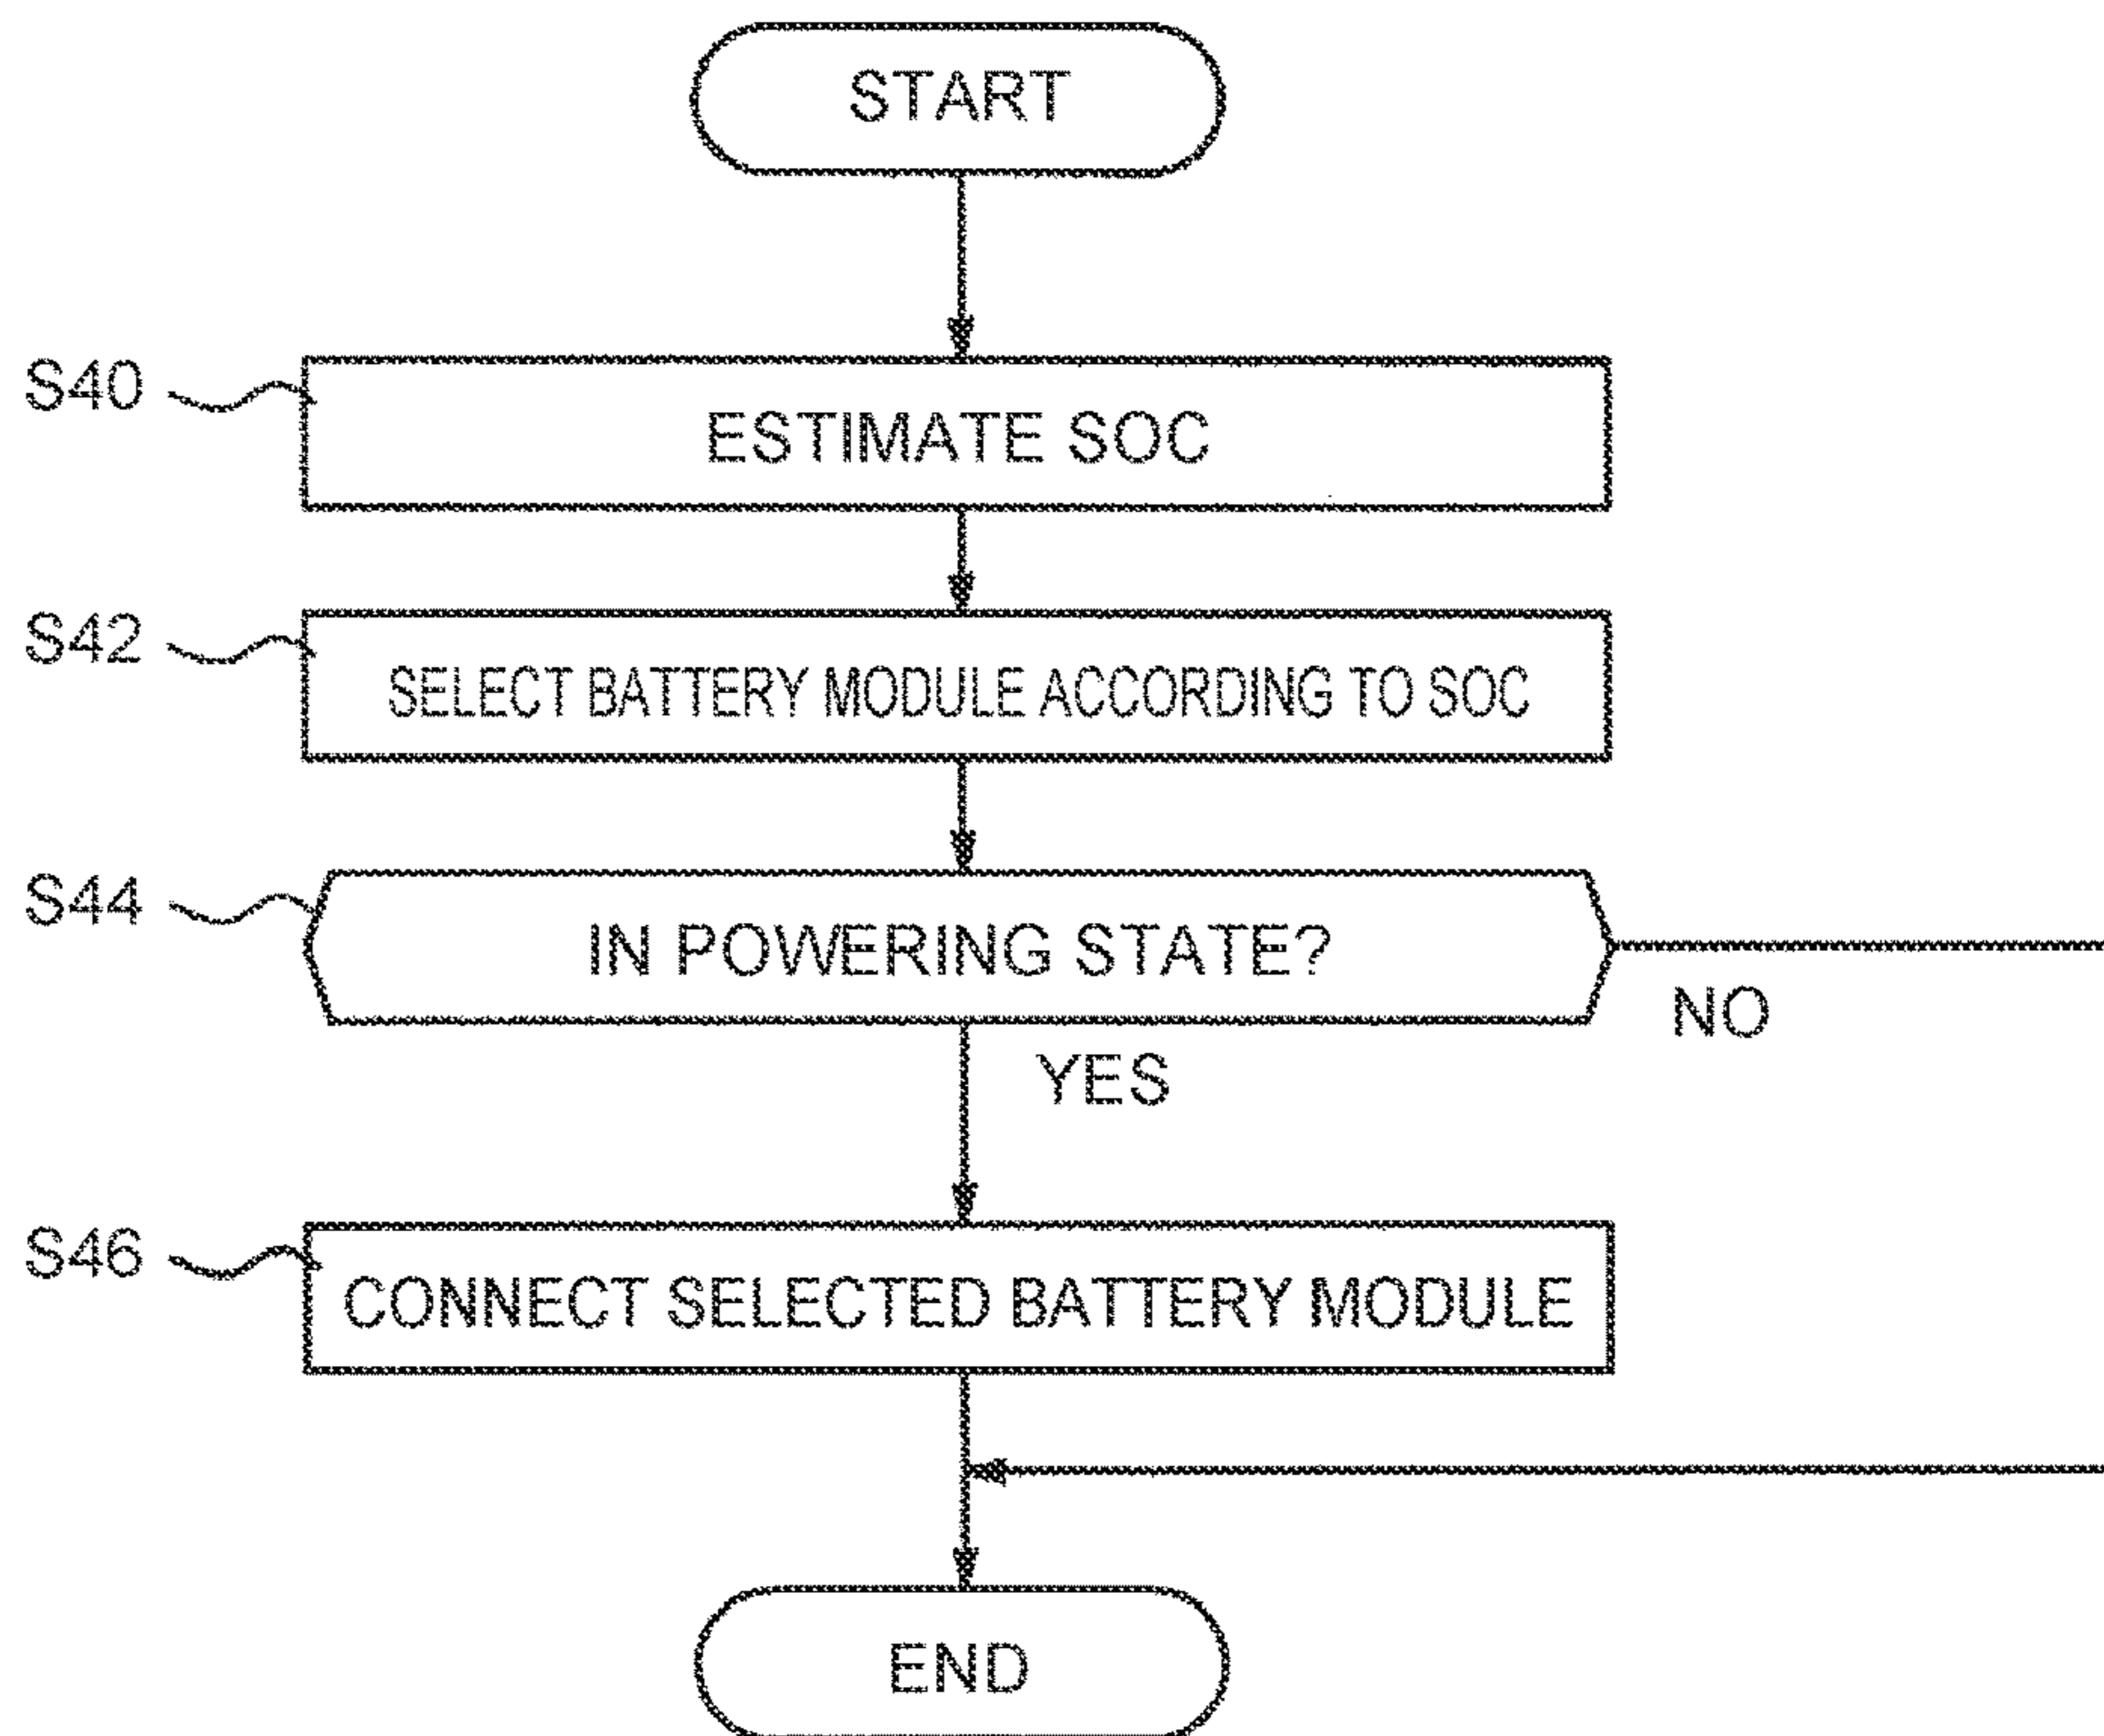 START
S40
ESTIMATE SOC
S42
SELECT BATTERY MODULE ACCORDING TO SOC
S44
IN POWERING STATE?
NO
YES
S46
CONNECT SELECTED BATTERY MODULE
END